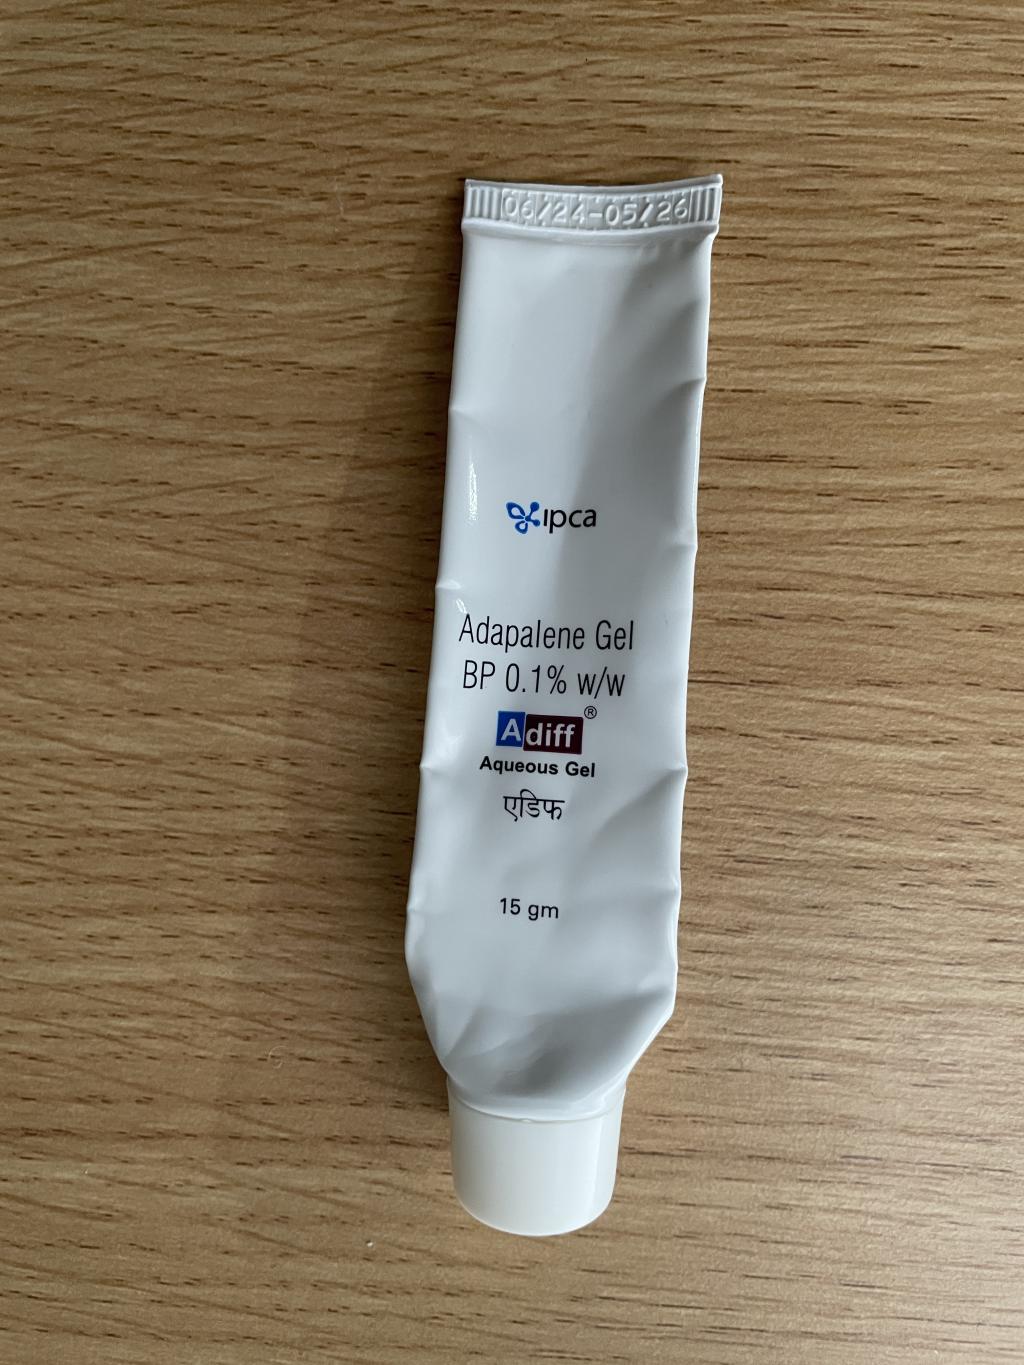 06/24-05/26
ipca
Adapalene Gel
BP 0.1% w/w
Adiff®
Aqueous Gel
एडिफ
15 gm